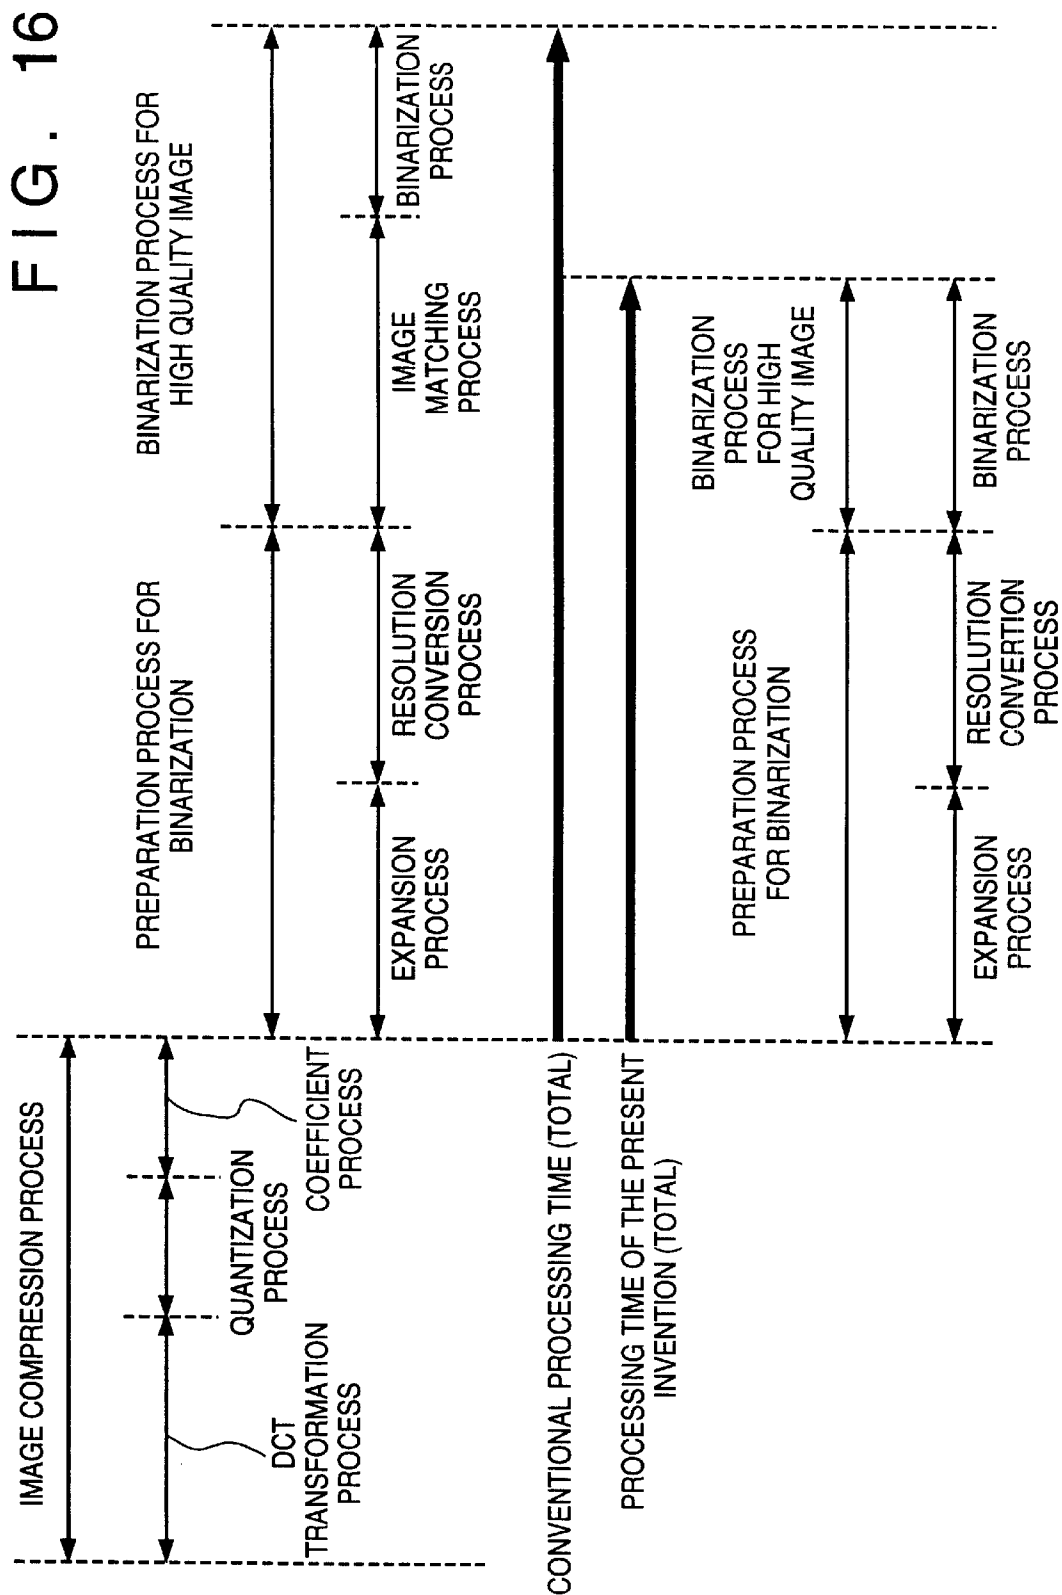 FIG. 16
IMAGE COMPRESSION PROCESS
DCT
TRANSFORMATION
PROCESS
QUANTIZATION
PROCESS
COEFFICIENT
PROCESS
PREPARATION PROCESS FOR
BINARIZATION
BINARIZATION PROCESS FOR
HIGH QUALITY IMAGE
EXPANSION
PROCESS
RESOLUTION
CONVERSION
PROCESS
IMAGE
MATCHING
PROCESS
BINARIZATION
PROCESS
CONVENTIONAL PROCESSING TIME (TOTAL)
PROCESSING TIME OF THE PRESENT
INVENTION (TOTAL)
PREPARATION PROCESS
FOR BINARIZATION
BINARIZATION
PROCESS
FOR HIGH
QUALITY IMAGE
EXPANSION
PROCESS
RESOLUTION
CONVERTION
PROCESS
BINARIZATION
PROCESS